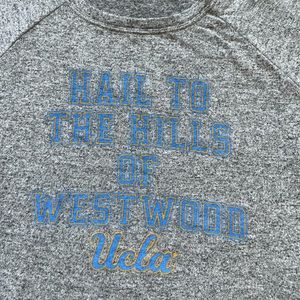 HAIL TO
THE HILLS
OF
WESTWOOD
Ucla